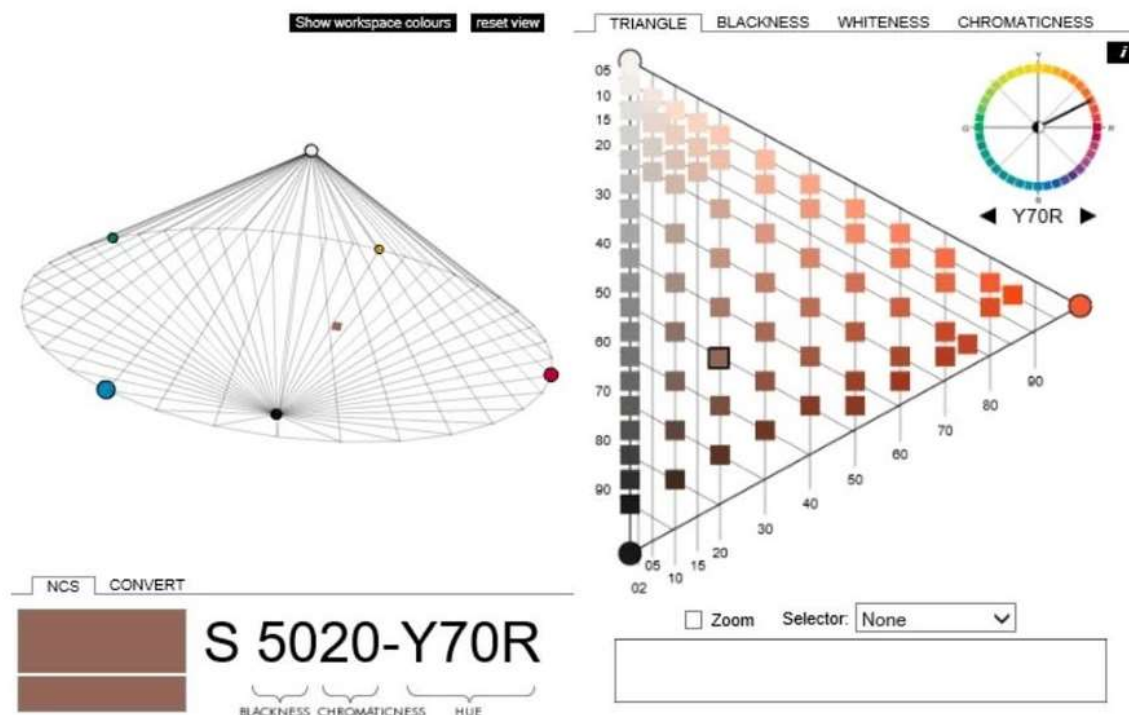 Show workspace colours
reset view
TRIANGLE
BLACKNESS
WHITENESS
CHROMATICNESS
i
05
10
15
20
30
40
50
60
70
80
90
02
05
10
15
20
30
40
50
60
70
80
90
Y
R
B
G
Y70R
NCS
CONVERT
S 5020-Y70R
BLACKNESS CHROMATICNESS HUE
Zoom
Selector: None